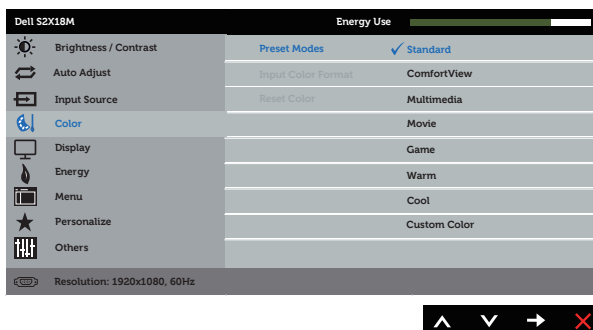 Dell S2X18M Energy Use
Brightness / Contrast Preset Modes Standard
Auto Adjust Input Color Format ComfortView
Input Source Reset Color Multimedia
Color Movie
Display Game
Energy Warm
Menu Cool
Personalize Custom Color
Others
Resolution: 1920x1080, 60Hz